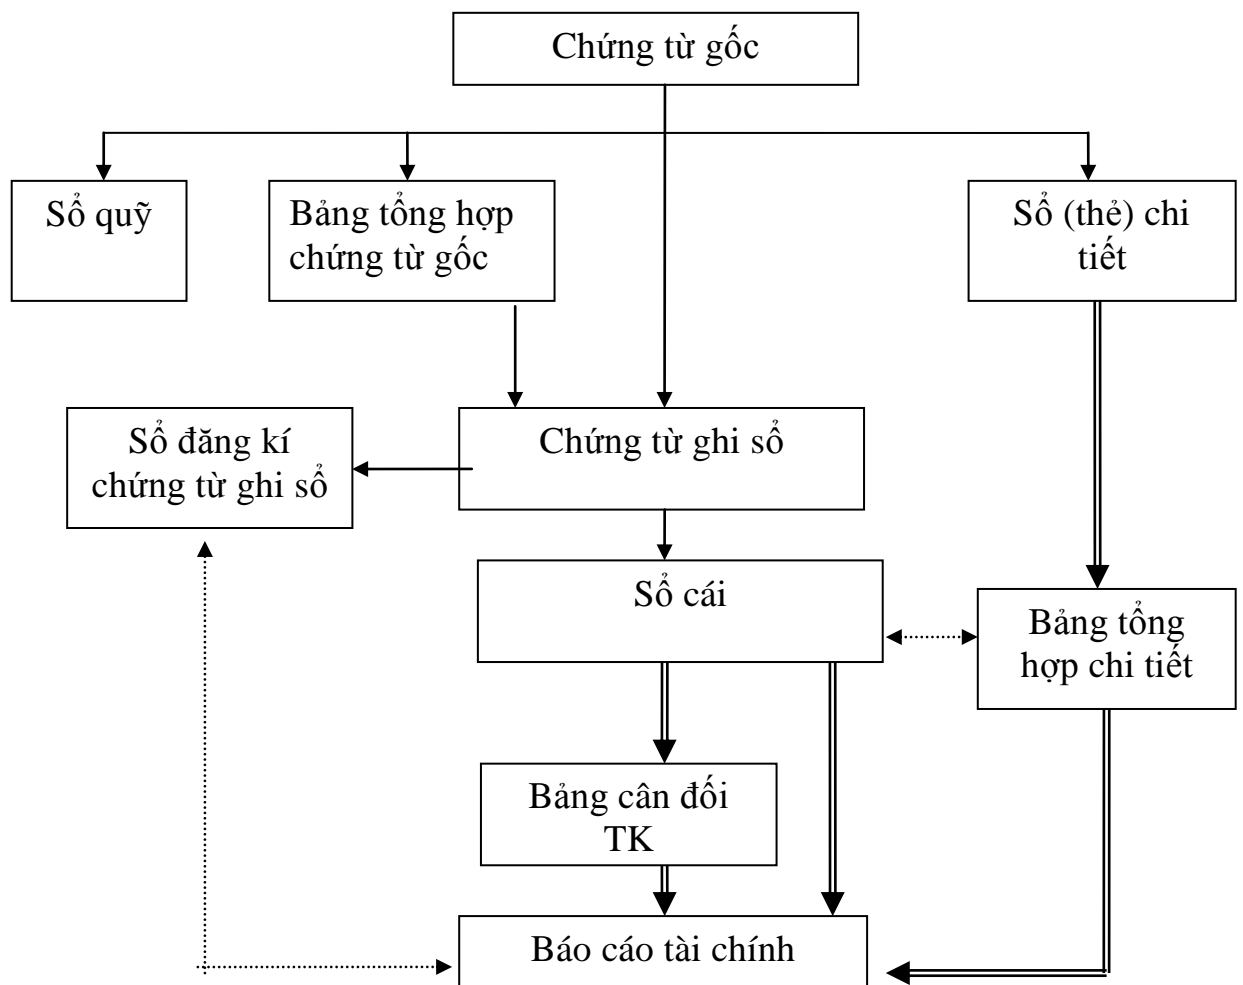 Chứng từ gốc
Sổ quỹ
Bảng tổng hợp
chứng từ gốc
Sổ (thẻ) chi
tiết
Sổ đăng kí
chứng từ ghi sổ
Chứng từ ghi sổ
Sổ cái
Bảng tổng
hợp chi tiết
Bảng cân đối
TK
Báo cáo tài chính